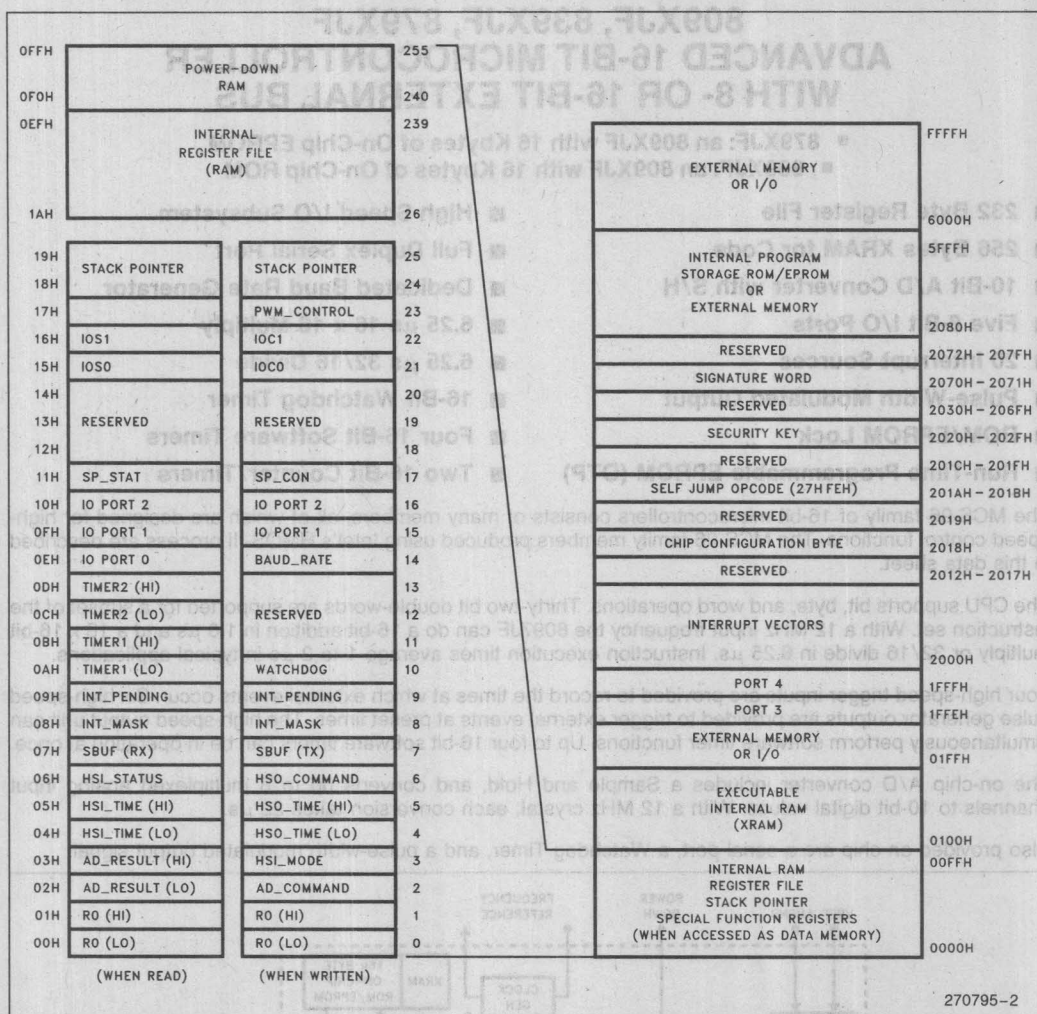 0FFH
255
POWER-DOWN
RAM
0F0H
240
0EFH
239
INTERNAL
REGISTER FILE
(RAM)
1AH
26
19H
STACK POINTER
STACK POINTER
25
18H
24
17H
PWM_CONTROL
23
16H
IOS1
IOC1
22
15H
IOS0
IOC0
21
14H
20
13H
RESERVED
RESERVED
19
12H
18
11H
SP_STAT
SP_CON
17
10H
IO PORT 2
IO PORT 2
16
0FH
IO PORT 1
IO PORT 1
15
0EH
IO PORT 0
BAUD_RATE
14
0DH
TIMER2 (HI)
13
0CH
TIMER2 (LO)
RESERVED
12
0BH
TIMER1 (HI)
11
0AH
TIMER1 (LO)
WATCHDOG
10
09H
INT_PENDING
INT_PENDING
9
08H
INT_MASK
INT_MASK
8
07H
SBUF (RX)
SBUF (TX)
7
06H
HSI_STATUS
HSO_COMMAND
6
05H
HSI_TIME (HI)
HSO_TIME (HI)
5
04H
HSI_TIME (LO)
HSO_TIME (LO)
4
03H
AD_RESULT (HI)
HSI_MODE
3
02H
AD_RESULT (LO)
AD_COMMAND
2
01H
R0 (HI)
R0 (HI)
1
00H
R0 (LO)
R0 (LO)
0
(WHEN READ)
(WHEN WRITTEN)
FFFFH
EXTERNAL MEMORY
OR I/O
6000H
5FFFH
INTERNAL PROGRAM
STORAGE ROM/EPROM
OR
EXTERNAL MEMORY
2080H
RESERVED
2072H-207FH
SIGNATURE WORD
2070H-2071H
RESERVED
2030H-206FH
SECURITY KEY
2020H-202FH
RESERVED
201CH-201FH
SELF JUMP OPCODE (27H FEH)
201AH-201BH
RESERVED
2019H
CHIP CONFIGURATION BYTE
2018H
RESERVED
2012H-2017H
INTERRUPT VECTORS
2000H
PORT 4
1FFFH
PORT 3
1FFEH
EXTERNAL MEMORY
OR I/O
01FFH
EXECUTABLE
INTERNAL RAM
(XRAM)
0100H
00FFH
INTERNAL RAM
REGISTER FILE
STACK POINTER
SPECIAL FUNCTION REGISTERS
(WHEN ACCESSED AS DATA MEMORY)
0000H
270795-2